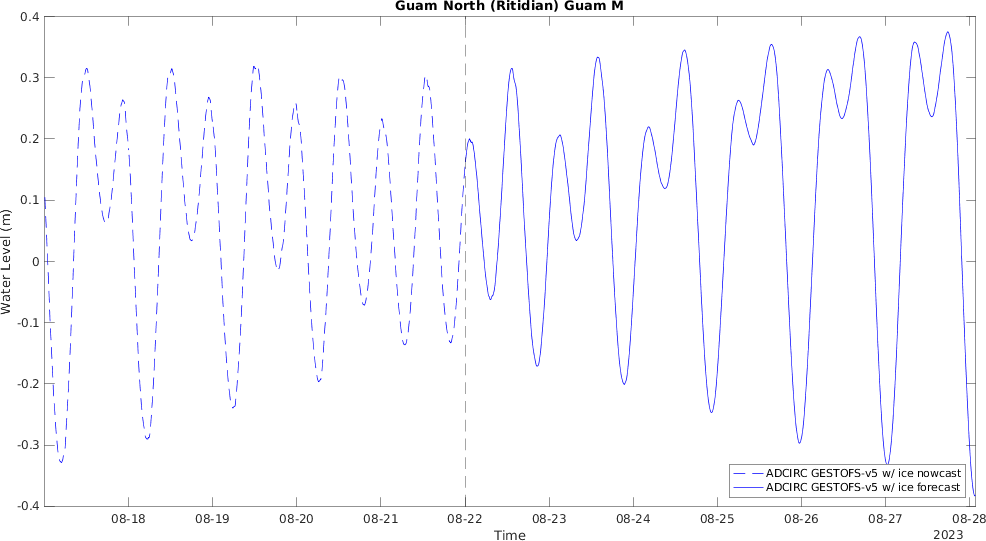 Guam North (Ritidian) Guam M
Water Level (m)
0.4
0.3
0.2
0.1
0
-0.1
-0.2
-0.3
-0.4
08-18 08-19 08-20 08-21 08-22 08-23 08-24 08-25 08-26 08-27 08-28
Time
2023
ADCIRC GESTOFS-v5 w/ ice nowcast
ADCIRC GESTOFS-v5 w/ ice forecast